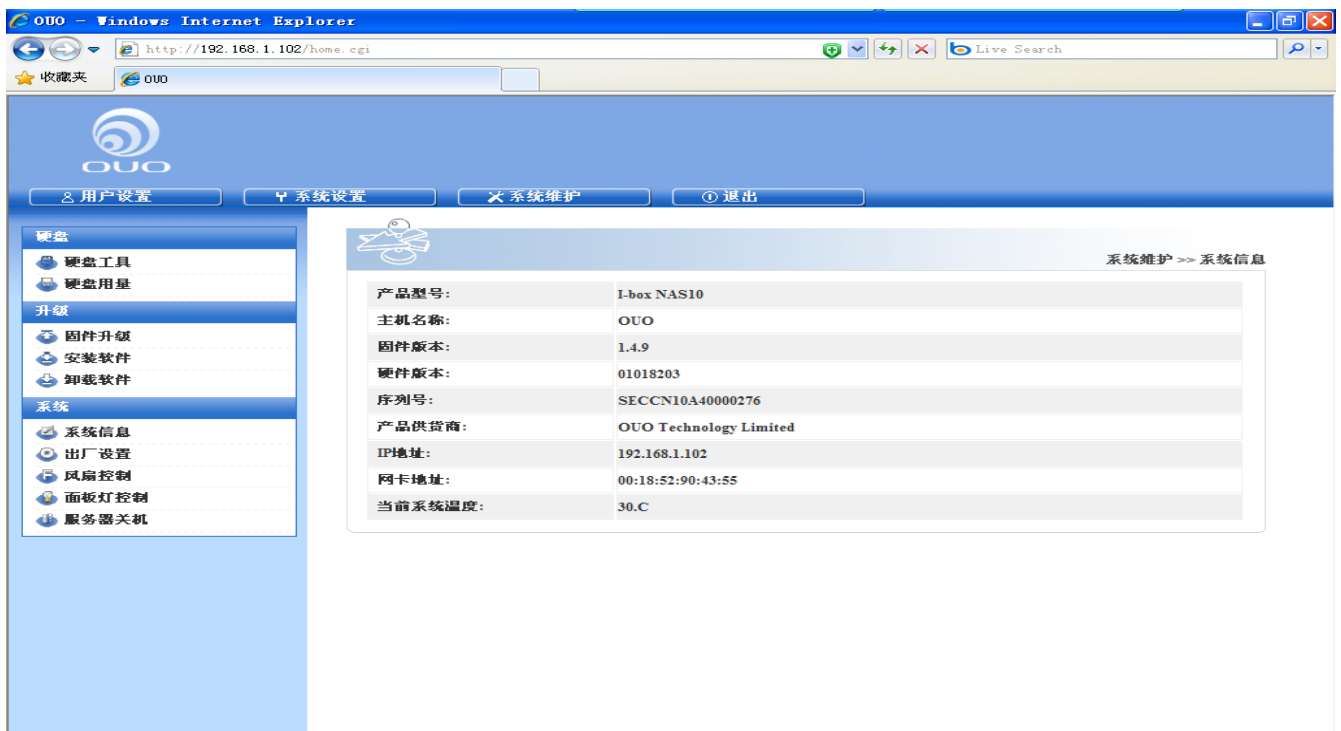 OUO - Windows Internet Explorer
http://192.168.1.102/home.cgi
Live Search
收藏夹
OUO
OUO
用户设置 系统设置 系统维护 退出
硬盘
硬盘工具
硬盘用量
升级
固件升级
安装软件
卸载软件
系统
系统信息
出厂设置
风扇控制
面板灯控制
服务器关机
系统维护 >> 系统信息
产品型号: I-box NAS10
主机名称: OUO
固件版本: 1.4.9
硬件版本: 01018203
序列号: SECCN10A40000276
产品供货商: OUO Technology Limited
IP地址: 192.168.1.102
网卡地址: 00:18:52:90:43:55
当前系统温度: 30.C